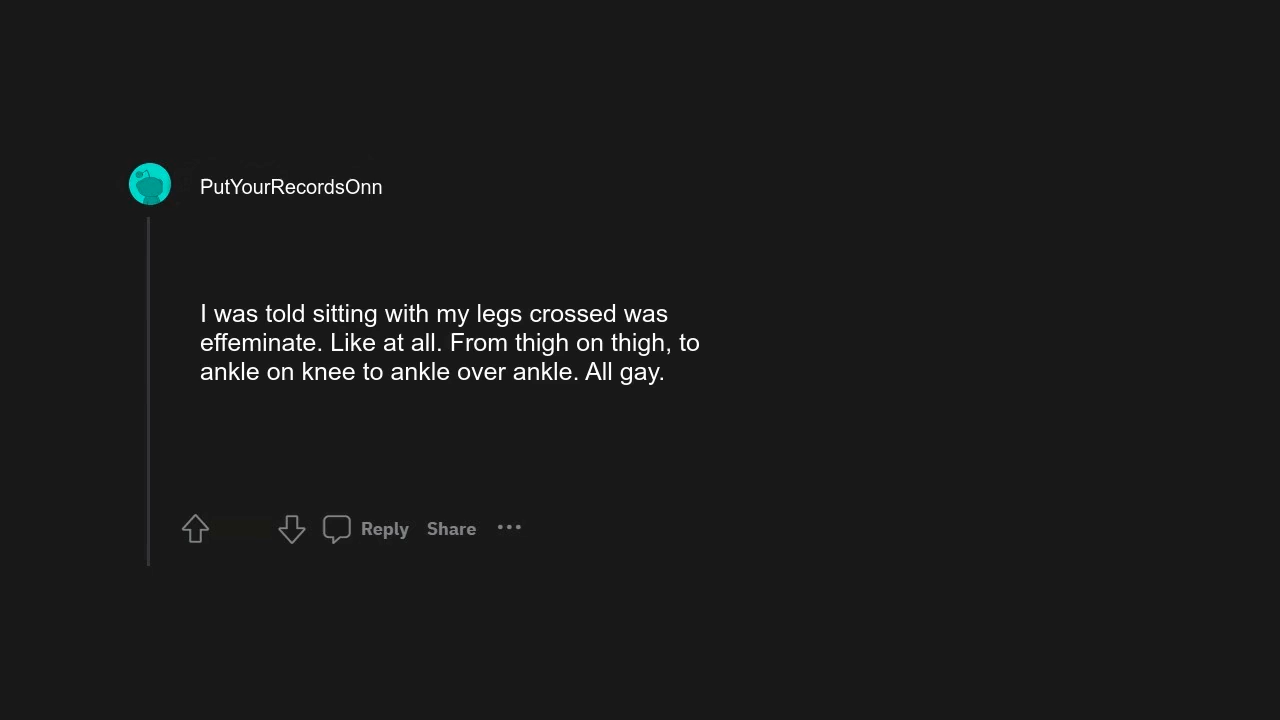 PutYourRecordsOnn
I was told sitting with my legs crossed was
effeminate. Like at all. From thigh on thigh, to
ankle on knee to ankle over ankle. All gay.
Reply Share